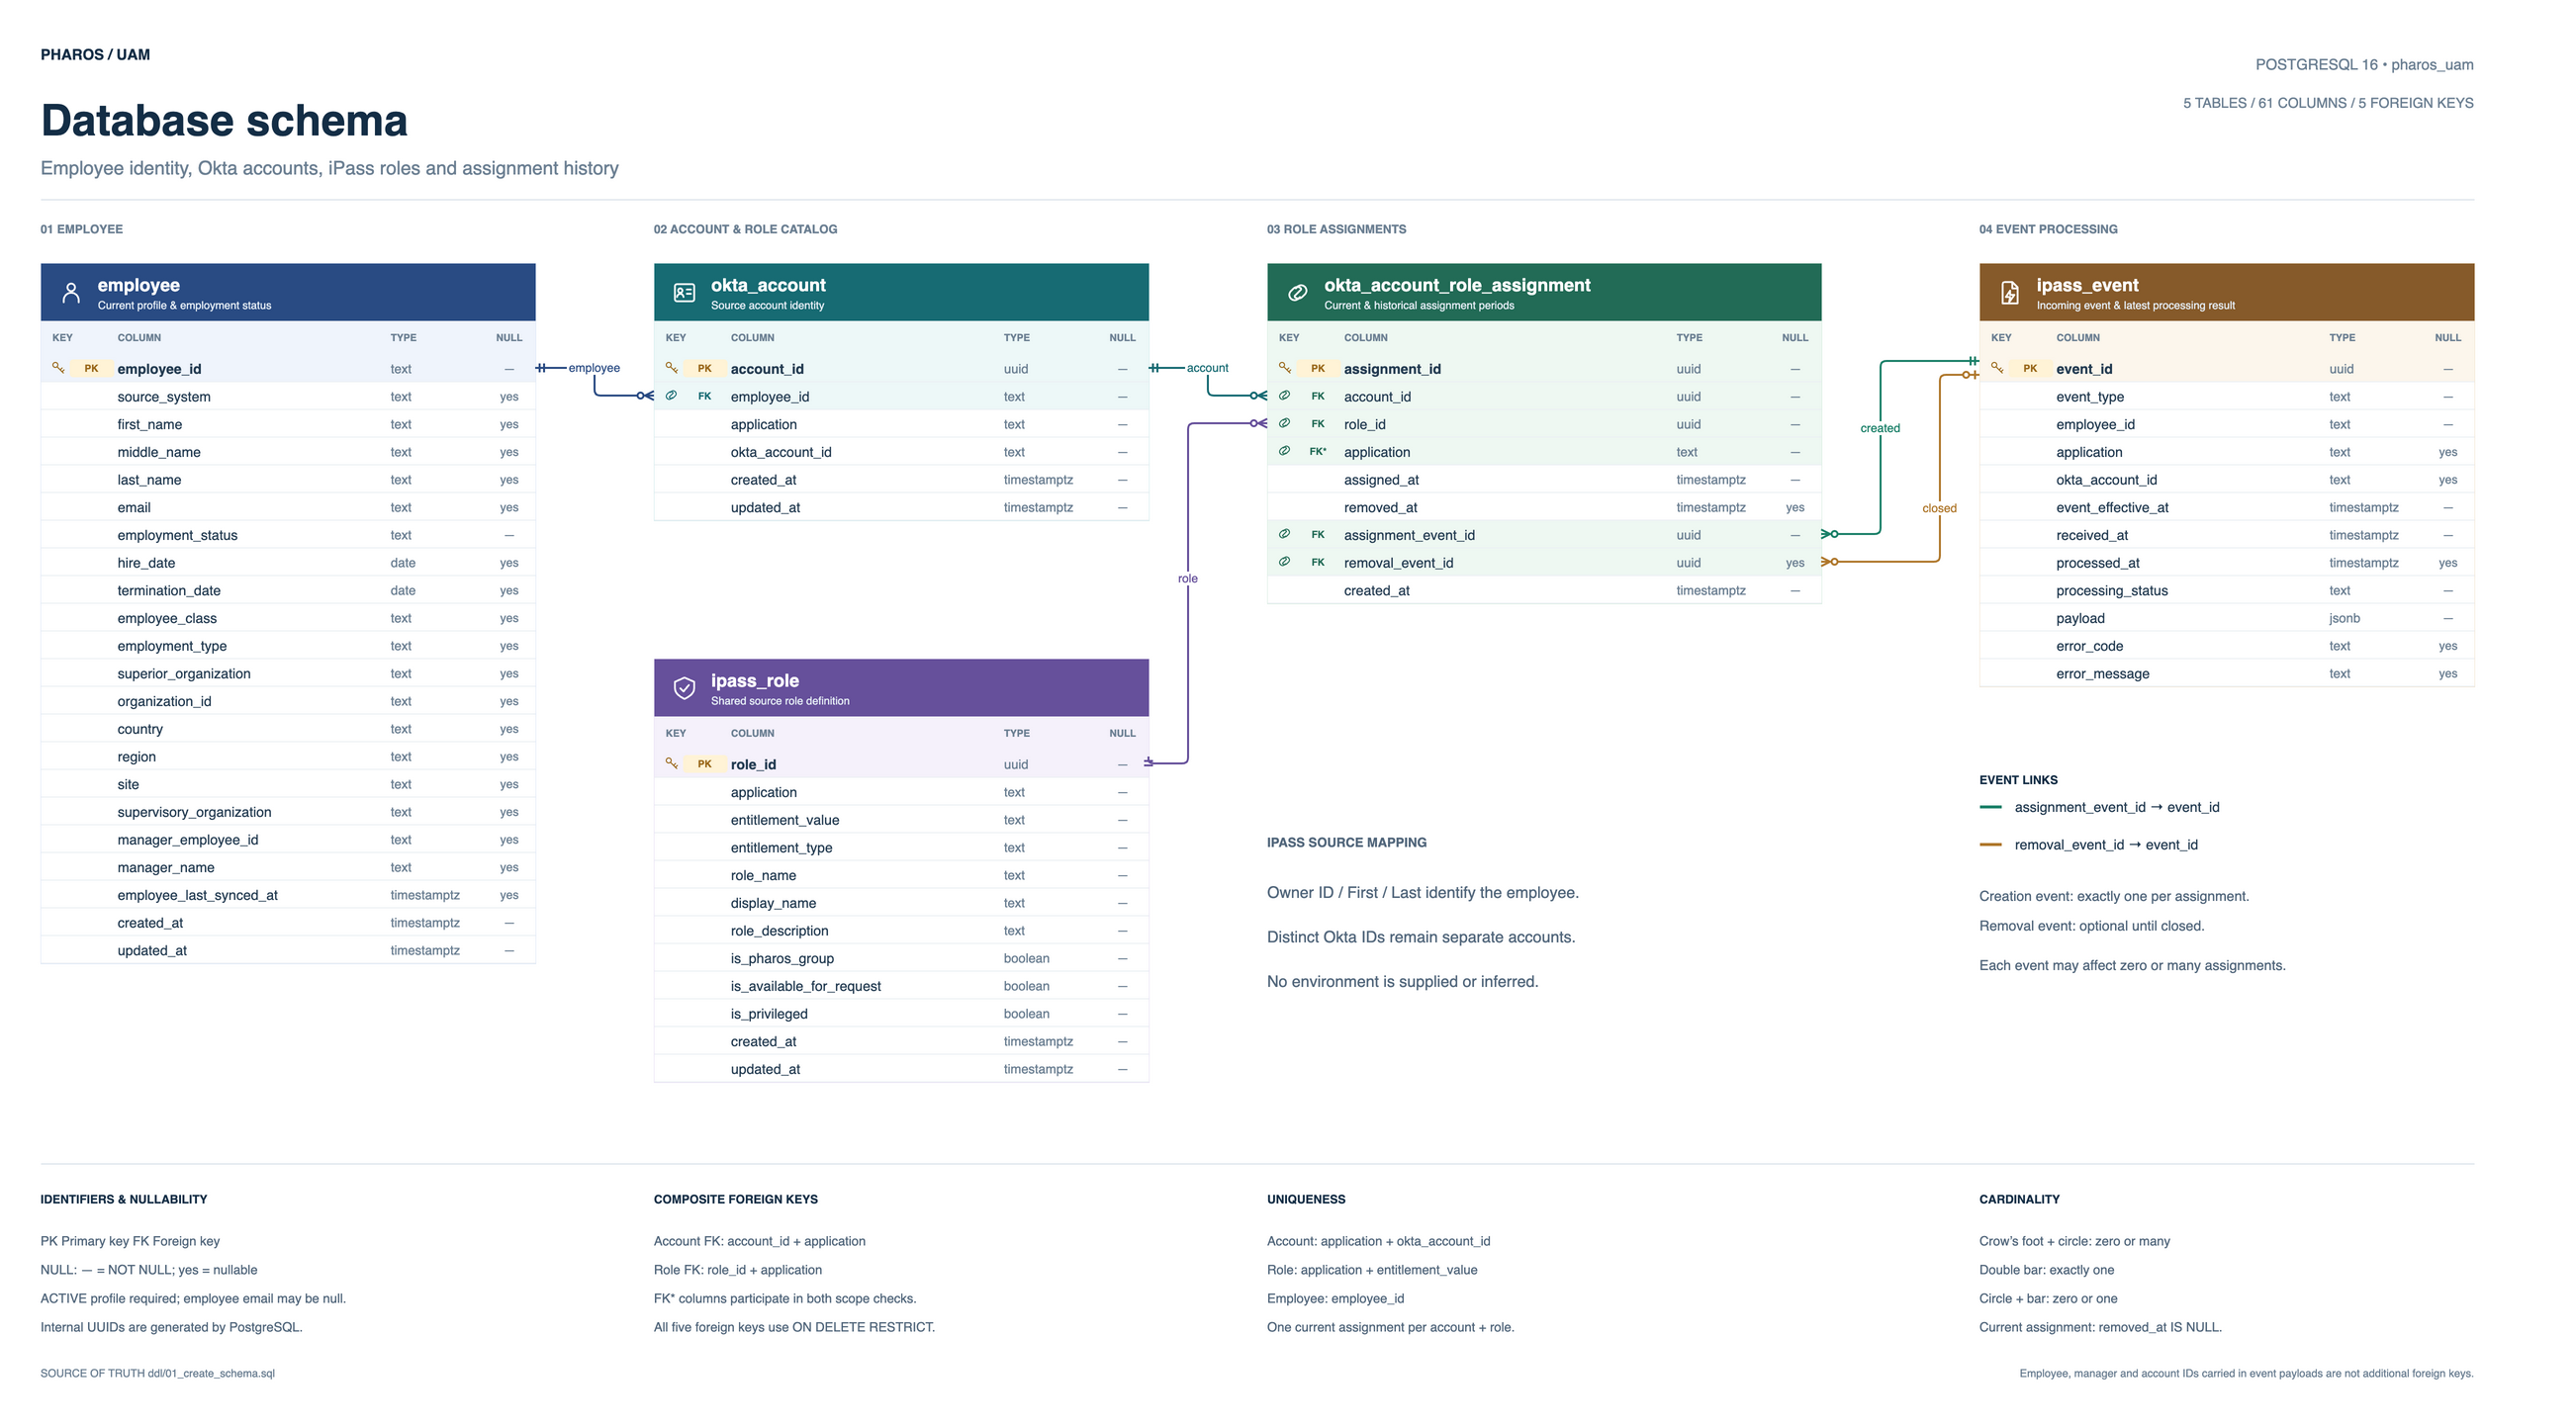 PHAROS / UAM
POSTGRESQL 16 • pharos_uam
Database schema
5 TABLES / 61 COLUMNS / 5 FOREIGN KEYS
Employee identity, Okta accounts, iPass roles and assignment history
01 EMPLOYEE
employee
Current profile & employment status
KEY COLUMN TYPE NULL
PK employee_id text —
source_system text yes
first_name text yes
middle_name text yes
last_name text yes
email text yes
employment_status text —
hire_date date yes
termination_date date yes
employee_class text yes
employment_type text yes
superior_organization text yes
organization_id text yes
country text yes
region text yes
site text yes
supervisory_organization text yes
manager_employee_id text yes
manager_name text yes
employee_last_synced_at timestamptz yes
created_at timestamptz —
updated_at timestamptz —
employee
02 ACCOUNT & ROLE CATALOG
okta_account
Source account identity
KEY COLUMN TYPE NULL
PK account_id uuid —
FK employee_id text —
application text —
okta_account_id text —
created_at timestamptz —
updated_at timestamptz —
account
role
ipass_role
Shared source role definition
KEY COLUMN TYPE NULL
PK role_id uuid —
application text —
entitlement_value text —
entitlement_type text —
role_name text —
display_name text —
role_description text —
is_pharos_group boolean —
is_available_for_request boolean —
is_privileged boolean —
created_at timestamptz —
updated_at timestamptz —
03 ROLE ASSIGNMENTS
okta_account_role_assignment
Current & historical assignment periods
KEY COLUMN TYPE NULL
PK assignment_id uuid —
FK account_id uuid —
FK role_id uuid —
FK* application text —
assigned_at timestamptz —
removed_at timestamptz yes
FK assignment_event_id uuid —
FK removal_event_id uuid yes
created_at timestamptz —
created
closed
IPASS SOURCE MAPPING
Owner ID / First / Last identify the employee.
Distinct Okta IDs remain separate accounts.
No environment is supplied or inferred.
04 EVENT PROCESSING
ipass_event
Incoming event & latest processing result
KEY COLUMN TYPE NULL
PK event_id uuid —
event_type text —
employee_id text —
application text yes
okta_account_id text yes
event_effective_at timestamptz —
received_at timestamptz —
processed_at timestamptz yes
processing_status text —
payload jsonb —
error_code text yes
error_message text yes
EVENT LINKS
assignment_event_id → event_id
removal_event_id → event_id
Creation event: exactly one per assignment.
Removal event: optional until closed.
Each event may affect zero or many assignments.
IDENTIFIERS & NULLABILITY
PK Primary key FK Foreign key
NULL: — = NOT NULL; yes = nullable
ACTIVE profile required; employee email may be null.
Internal UUIDs are generated by PostgreSQL.
COMPOSITE FOREIGN KEYS
Account FK: account_id + application
Role FK: role_id + application
FK* columns participate in both scope checks.
All five foreign keys use ON DELETE RESTRICT.
UNIQUENESS
Account: application + okta_account_id
Role: application + entitlement_value
Employee: employee_id
One current assignment per account + role.
CARDINALITY
Crow's foot + circle: zero or many
Double bar: exactly one
Circle + bar: zero or one
Current assignment: removed_at IS NULL.
SOURCE OF TRUTH ddl/01_create_schema.sql
Employee, manager and account IDs carried in event payloads are not additional foreign keys.